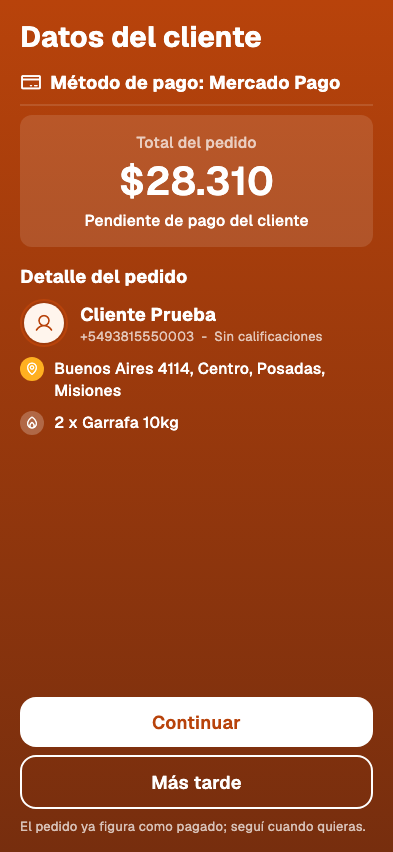 Datos del cliente
Método de pago: Mercado Pago
Total del pedido
$28.310
Pendiente de pago del cliente
Detalle del pedido
Cliente Prueba
+5493815550003 - Sin calificaciones
Buenos Aires 4114, Centro, Posadas,
Misiones
2 x Garrafa 10kg
Continuar
Más tarde
El pedido ya figura como pagado; seguí cuando quieras.